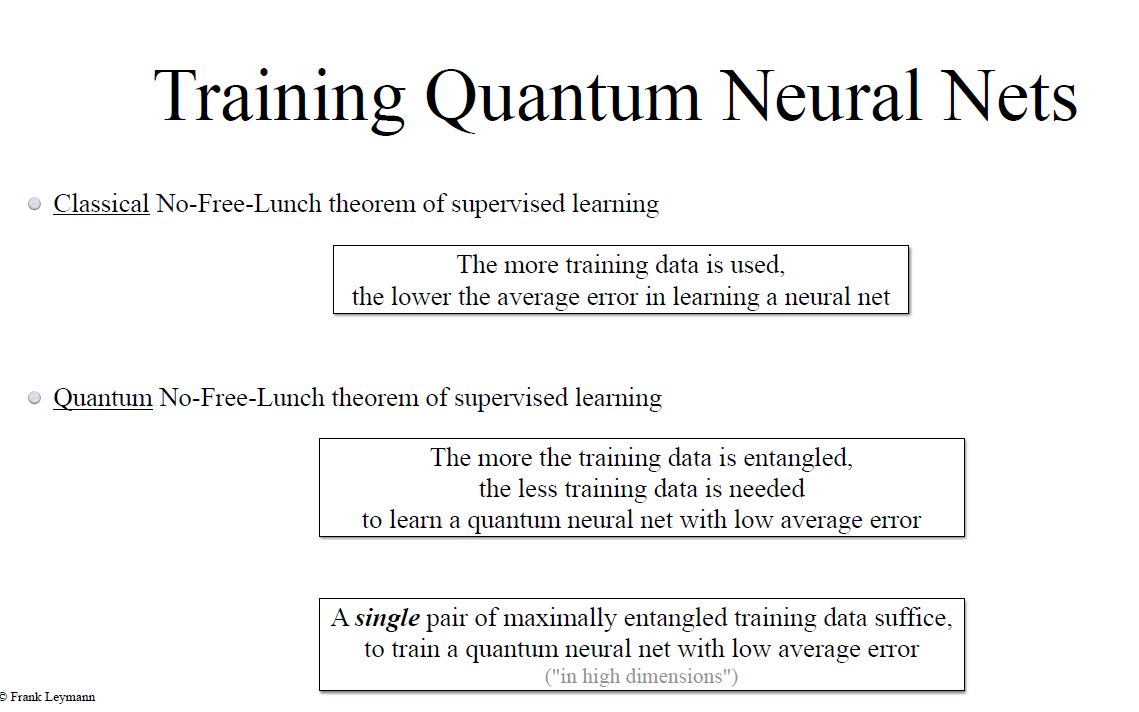 Training Quantum Neural Nets
Classical No-Free-Lunch theorem of supervised learning
The more training data is used,
the lower the average error in learning a neural net
Quantum No-Free-Lunch theorem of supervised learning
The more the training data is entangled,
the less training data is needed
to learn a quantum neural net with low average error
A single pair of maximally entangled training data suffice,
to train a quantum neural net with low average error
("in high dimensions")
© Frank Leymann